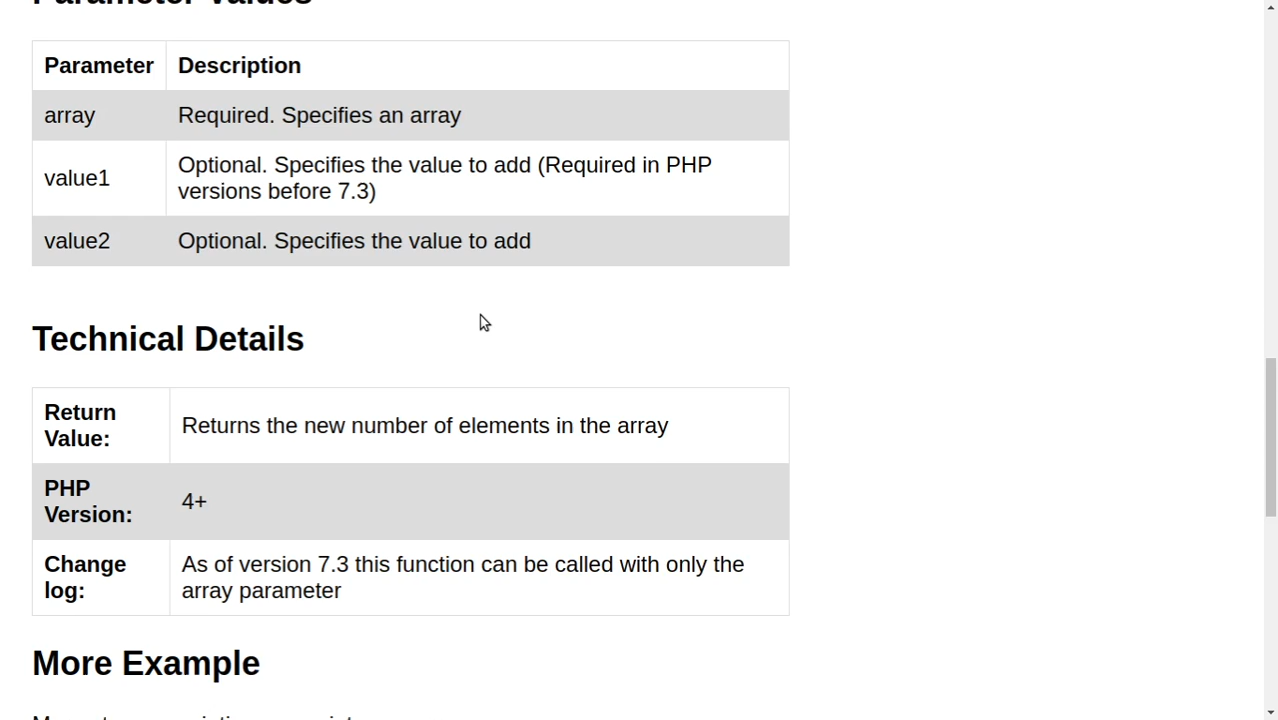 Parameter Values
Parameter Description
array Required. Specifies an array
value1 Optional. Specifies the value to add (Required in PHP
versions before 7.3)
value2 Optional. Specifies the value to add
Technical Details
Return
Value:
Returns the new number of elements in the array
PHP
Version:
4+
Change
log:
As of version 7.3 this function can be called with only the
array parameter
More Example